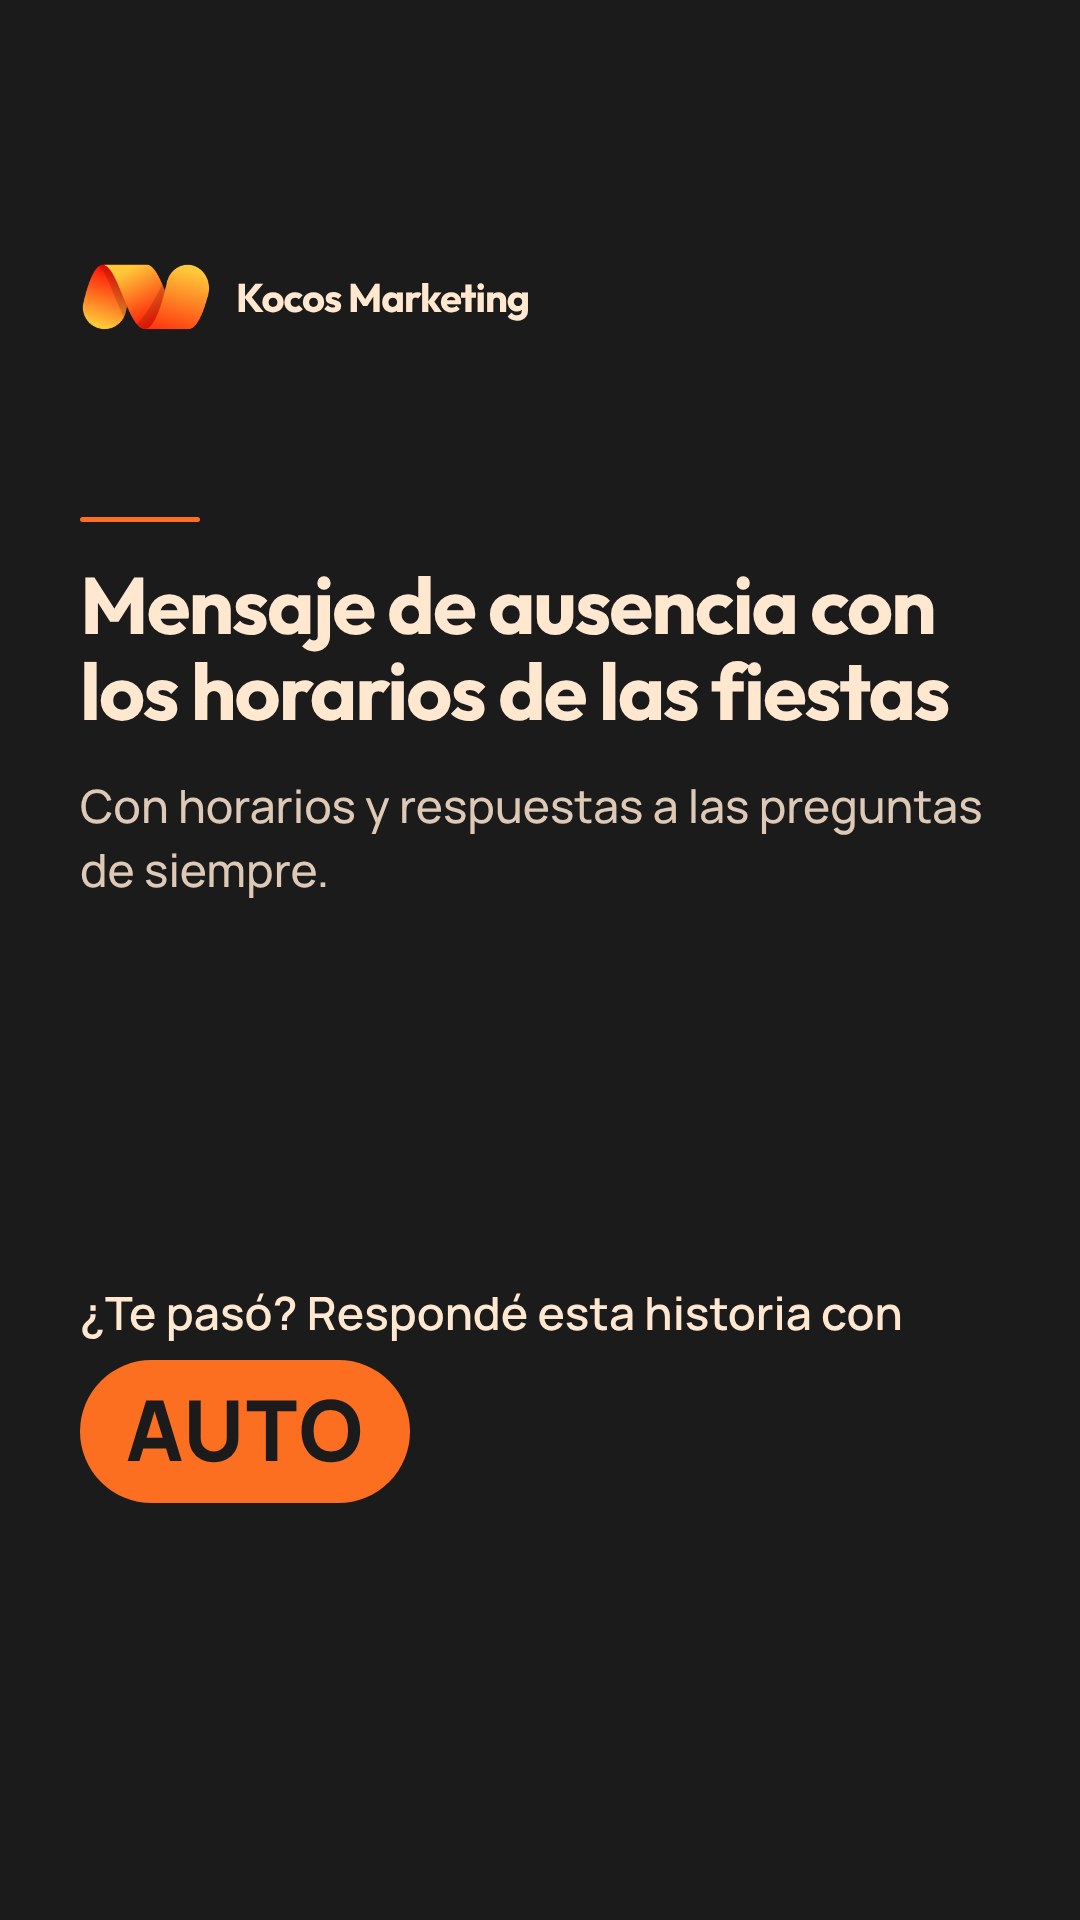 Kocos Marketing
Mensaje de ausencia con
los horarios de las fiestas
Con horarios y respuestas a las preguntas
de siempre.
¿Te pasó? Respondé esta historia con
AUTO